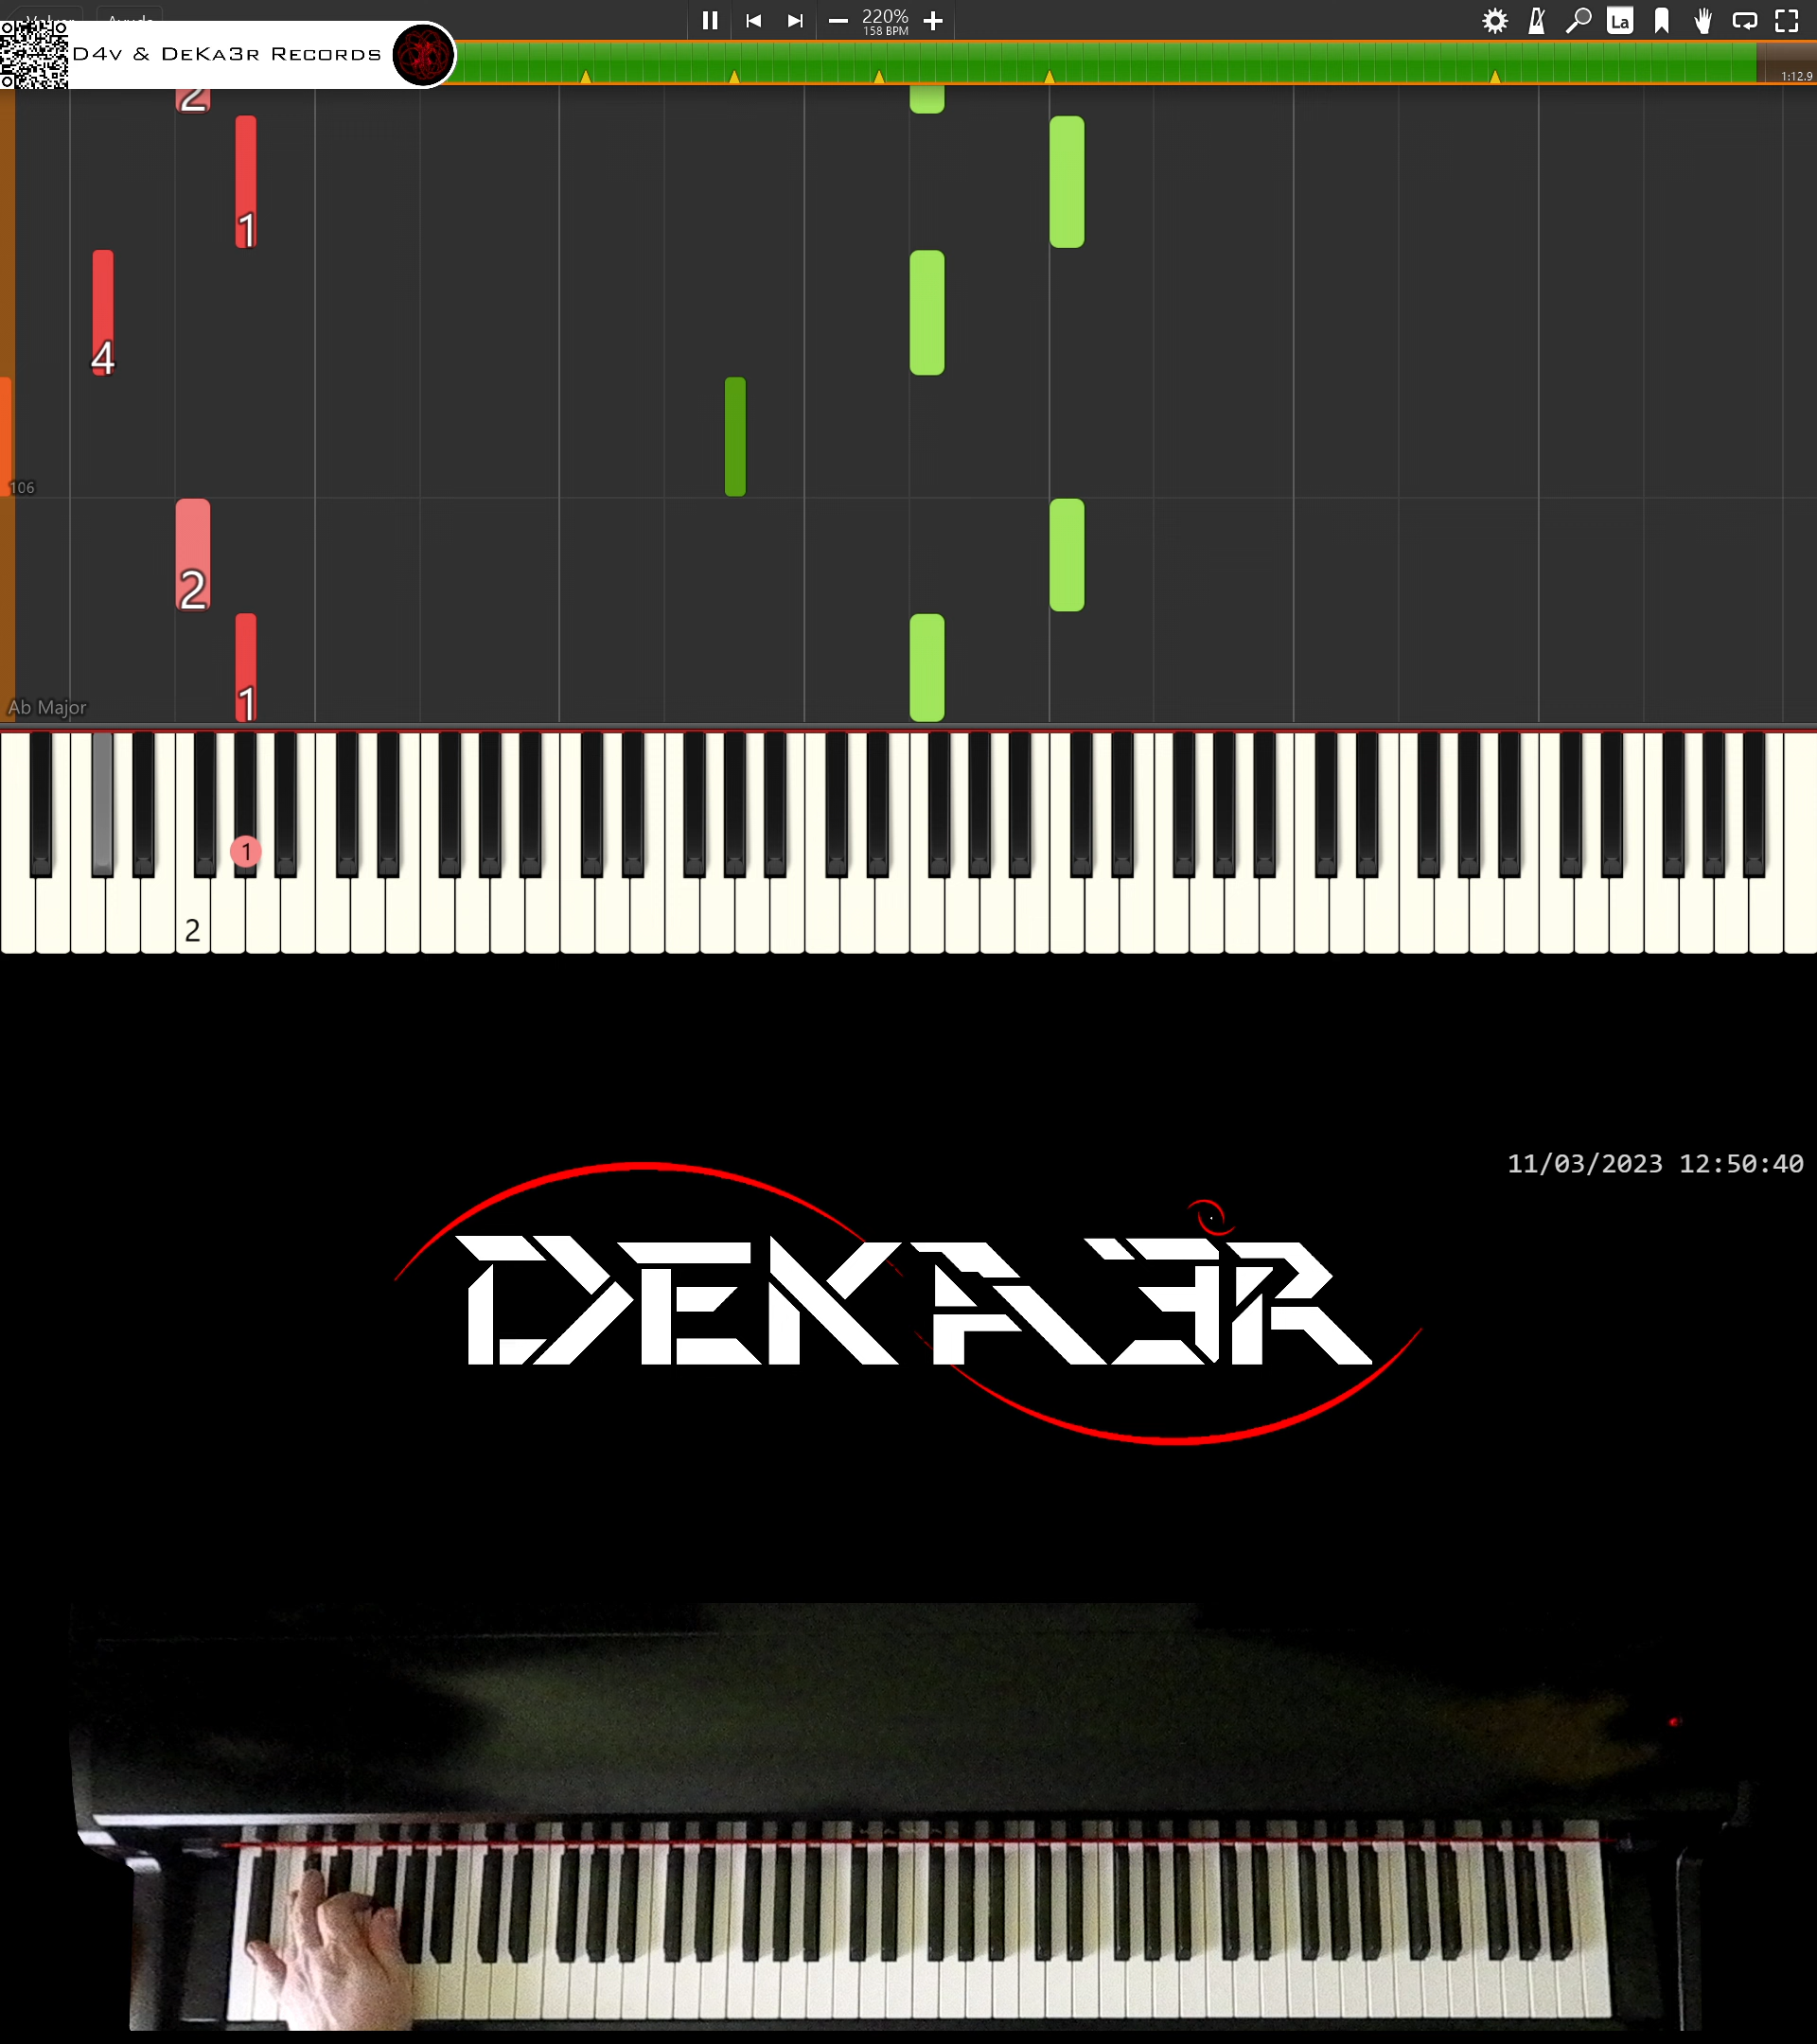 220%
158 BPM
La
D4v & DeKa3r Records
1:12.9
2
1
4
106
2
1
Ab Major
1
2
11/03/2023 12:50:40
DEKA3R